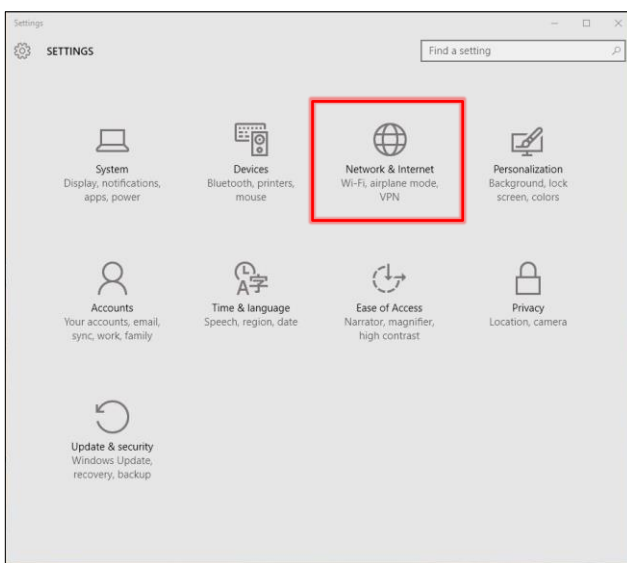 Settings
SETTINGS
Find a setting
System
Display, notifications,
apps, power
Devices
Bluetooth, printers,
mouse
Network & Internet
Wi-Fi, airplane mode,
VPN
Personalization
Background, lock
screen, colors
Accounts
Your accounts, email,
sync, work, family
A字
Time & language
Speech, region, date
Ease of Access
Narrator, magnifier,
high contrast
Privacy
Location, camera
Update & security
Windows Update,
recovery, backup